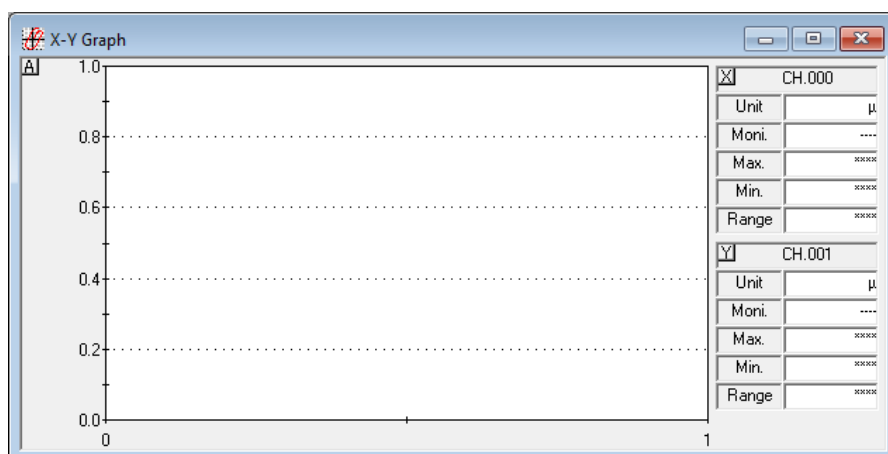 X-Y Graph
A
1.0
0.8
0.6
0.4
0.2
0.0
0
1
X CH.000
Unit μ
Moni. ----
Max. ****
Min. ****
Range ****
Y CH.001
Unit μ
Moni. ----
Max. ****
Min. ****
Range ****